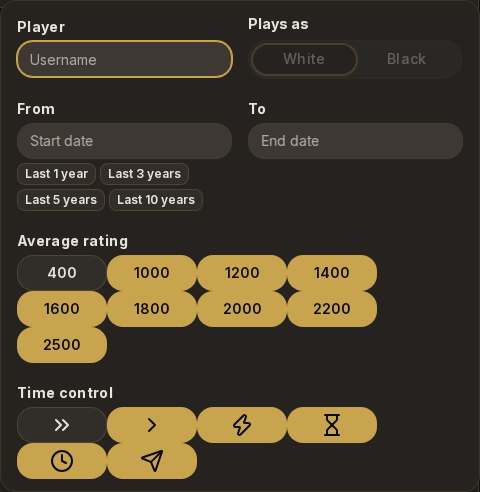 Player
Plays as
Username
White
Black
From
To
Start date
End date
Last 1 year
Last 3 years
Last 5 years
Last 10 years
Average rating
400
1000
1200
1400
1600
1800
2000
2200
2500
Time control